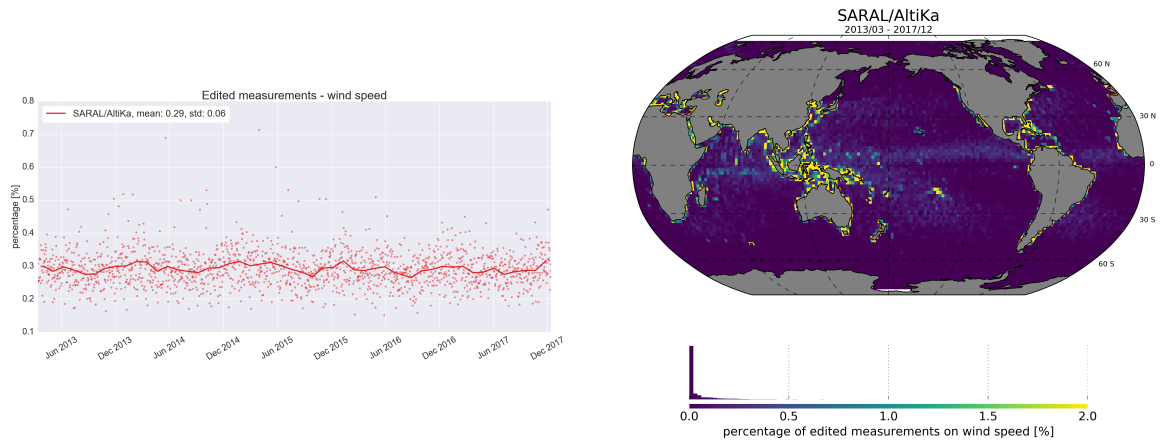 Edited measurements - wind speed
SARAL/AltiKa, mean: 0.29, std: 0.06
percentage [%]
0.8
0.7
0.6
0.5
0.4
0.3
0.2
0.1
Jun 2013
Dec 2013
Jun 2014
Dec 2014
Jun 2015
Dec 2015
Jun 2016
Dec 2016
Jun 2017
Dec 2017
SARAL/AltiKa
2013/03 - 2017/12
60 N
30 N
0
30 S
60 S
0.0 0.5 1.0 1.5 2.0
percentage of edited measurements on wind speed [%]